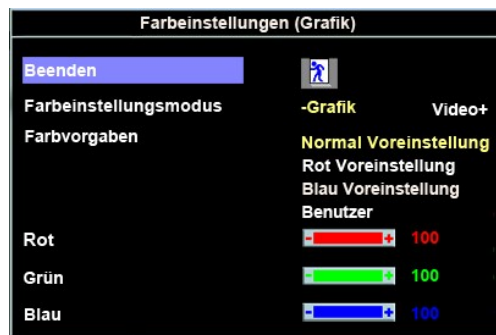 Farbeinstellungen (Grafik)
Beenden
Farbeinstellungsmodus -Grafik Video+
Farbvorgaben Normal Voreinstellung
Rot Voreinstellung
Blau Voreinstellung
Benutzer
Rot - + 100
Grün - + 100
Blau - + 100